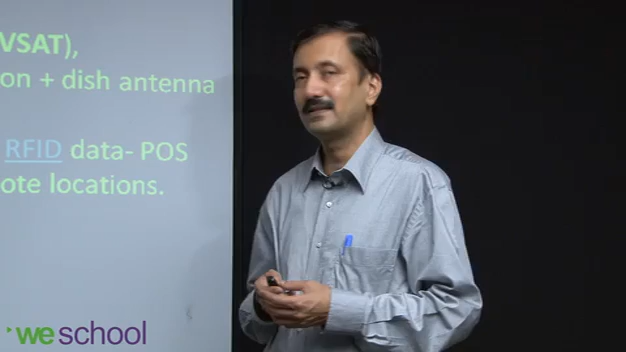 VSAT),
on + dish antenna
RFID data- POS
ote locations.
weschool